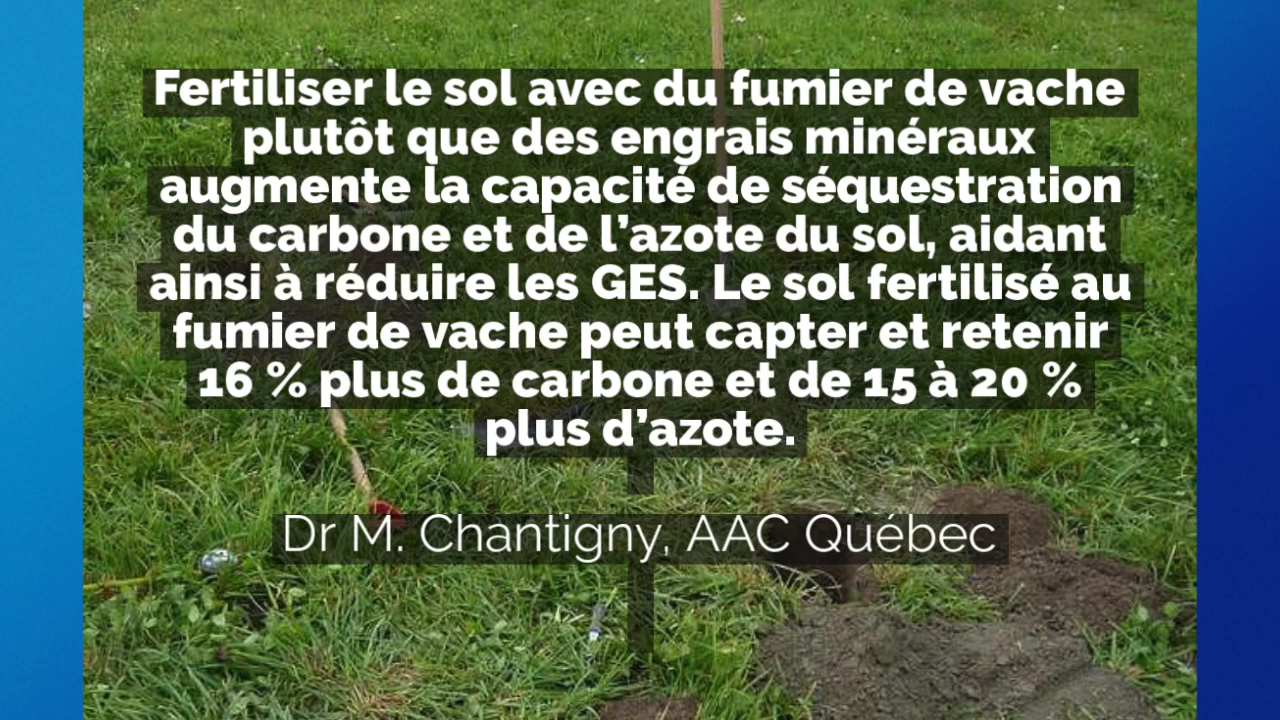 Fertiliser le sol avec du fumier de vache
plutôt que des engrais minéraux
augmente la capacité de séquestration
du carbone et de l’azote du sol, aidant
ainsi à réduire les GES. Le sol fertilisé au
fumier de vache peut capter et retenir
16 % plus de carbone et de 15 à 20 %
plus d’azote.
Dr M. Chantigny, AAC Québec